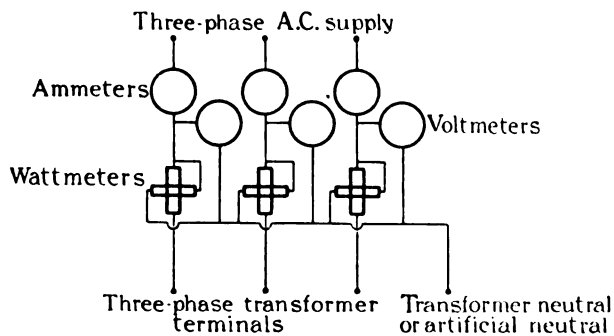 Three-phase A.C. supply
Ammeters
Voltmeters
Wattmeters
Three-phase transformer
terminals
Transformer neutral
or artificial neutral